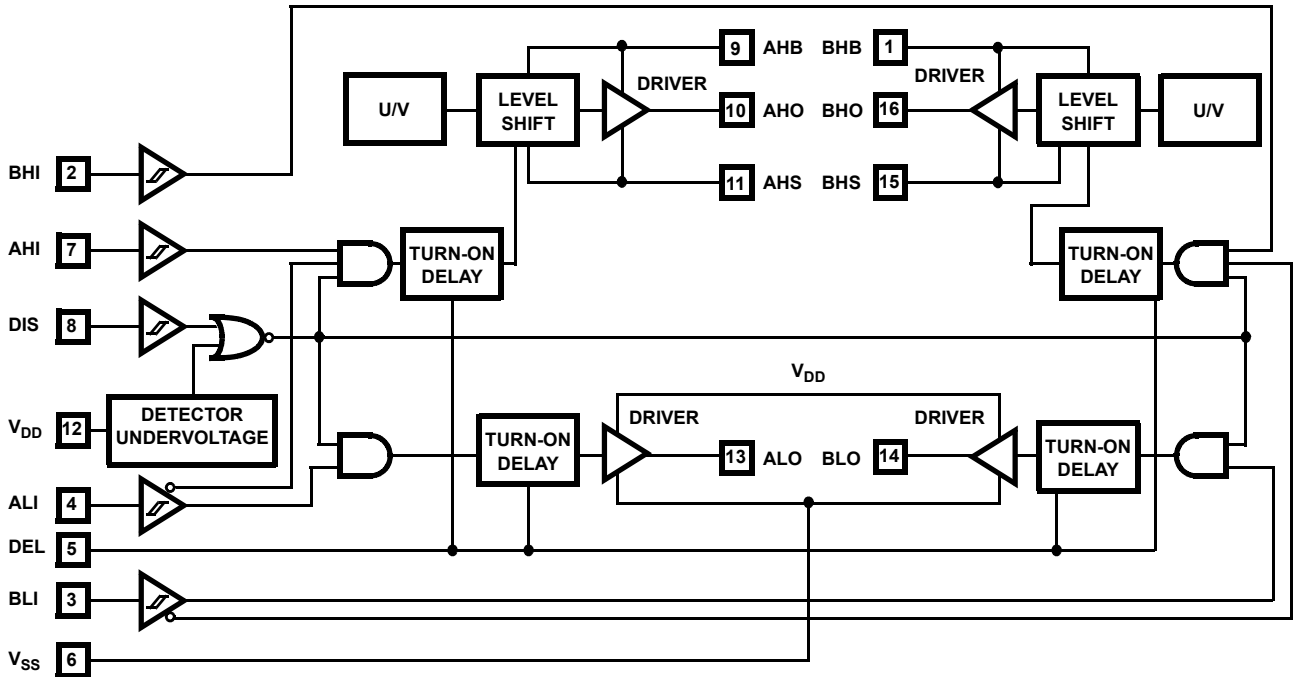 9 AHB BHB 1
DRIVER
DRIVER
U/V
LEVEL
SHIFT
10 AHO BHO 16
LEVEL
SHIFT
U/V
BHI 2
11 AHS BHS 15
AHI 7
TURN-ON
DELAY
TURN-ON
DELAY
DIS 8
VDD
VDD 12
DETECTOR
UNDERVOLTAGE
DRIVER
DRIVER
TURN-ON
DELAY
13 ALO BLO 14
TURN-ON
DELAY
ALI 4
DEL 5
BLI 3
VSS 6